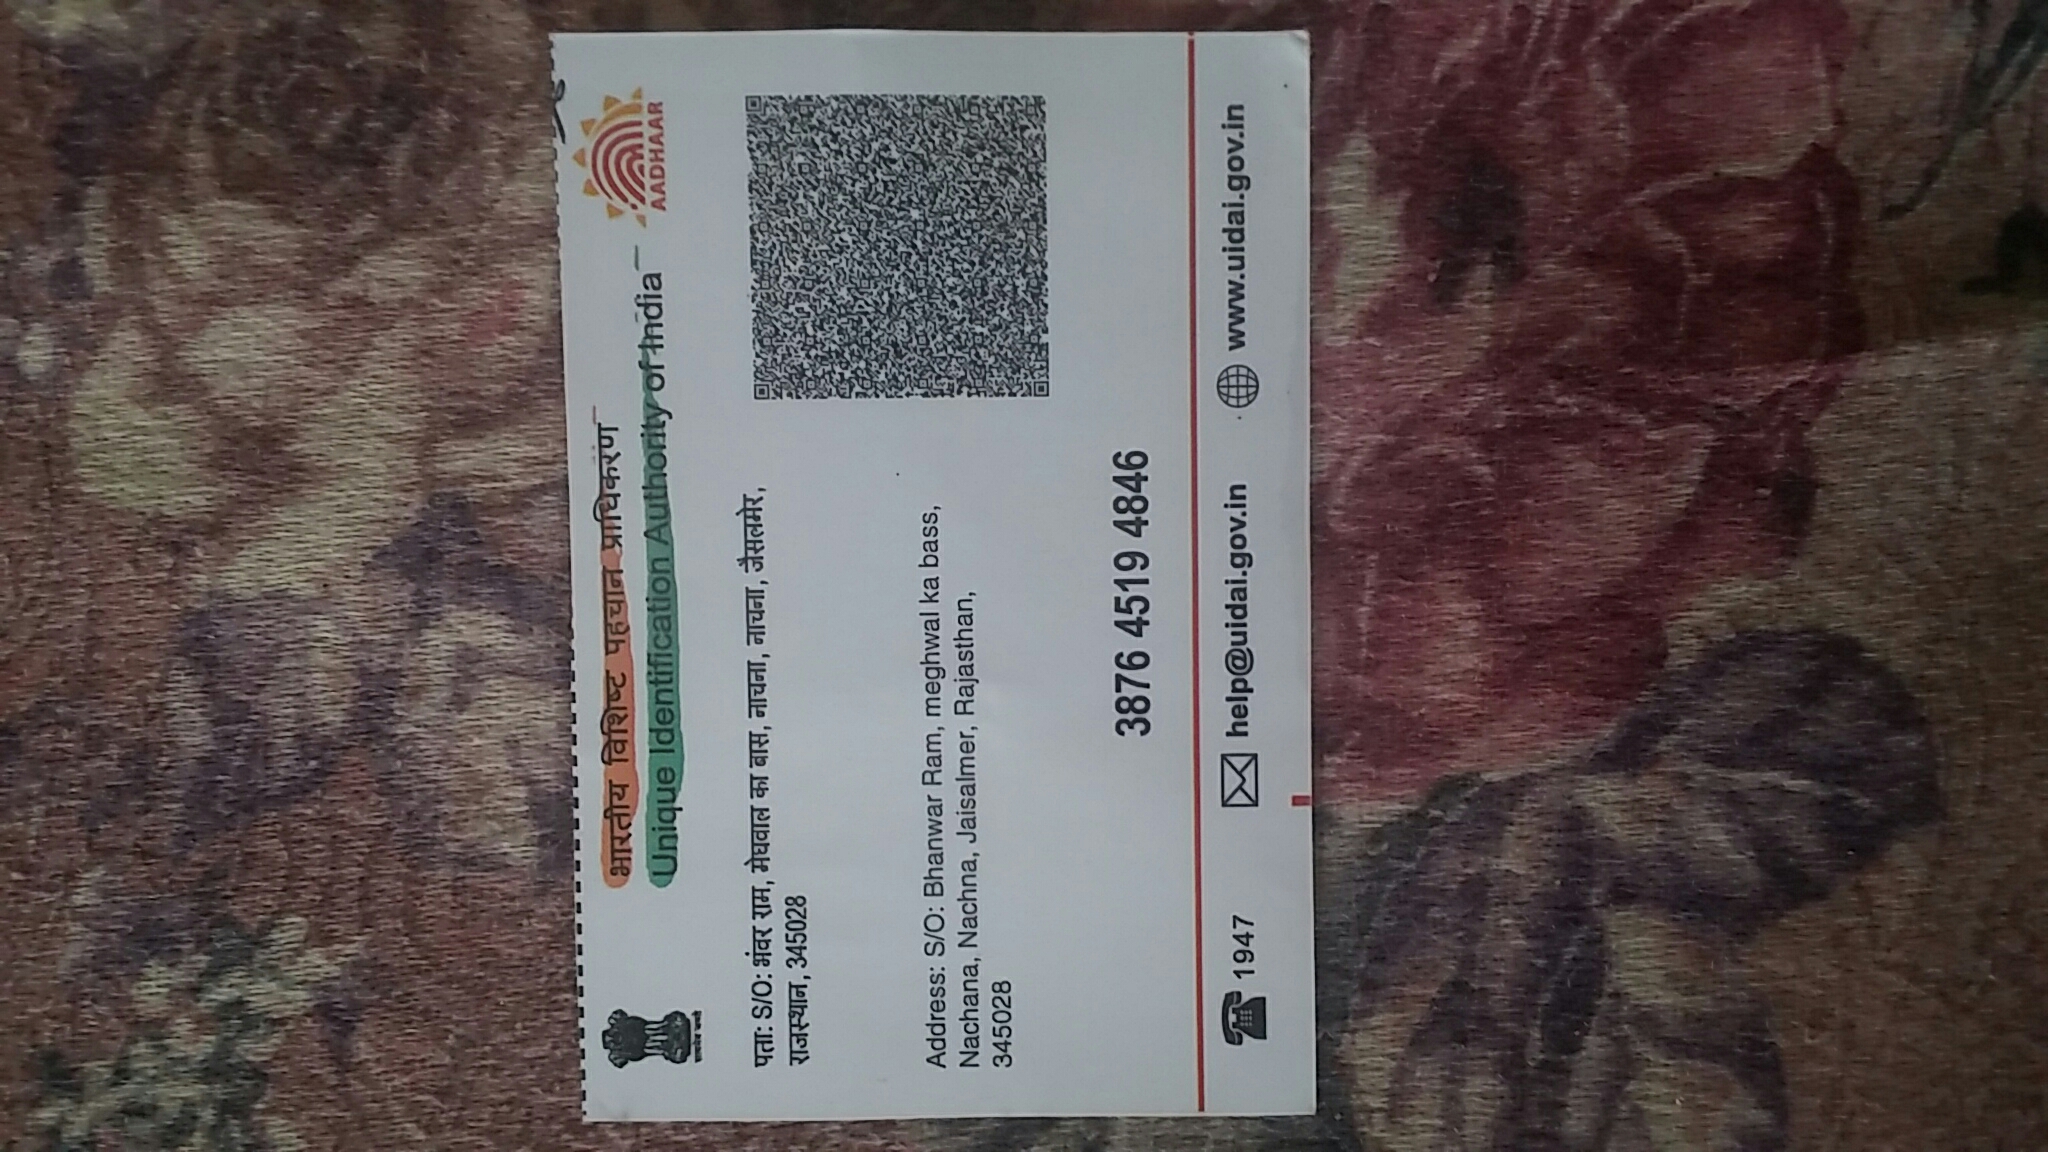 भारतीय विशिष्ट पहचान प्राधिकरण
Unique Identification Authority of India
AADHAAR
पता: S/O: भंवर राम, मेघवाल का बास, नाचना, नाचना, जैसलमेर,
राजस्थान, 345028
Address: S/O: Bhanwar Ram, meghwal ka bass,
Nachana, Nachna, Jaisalmer, Rajasthan,
345028
3876 4519 4846
1947 help@uidai.gov.in www.uidai.gov.in